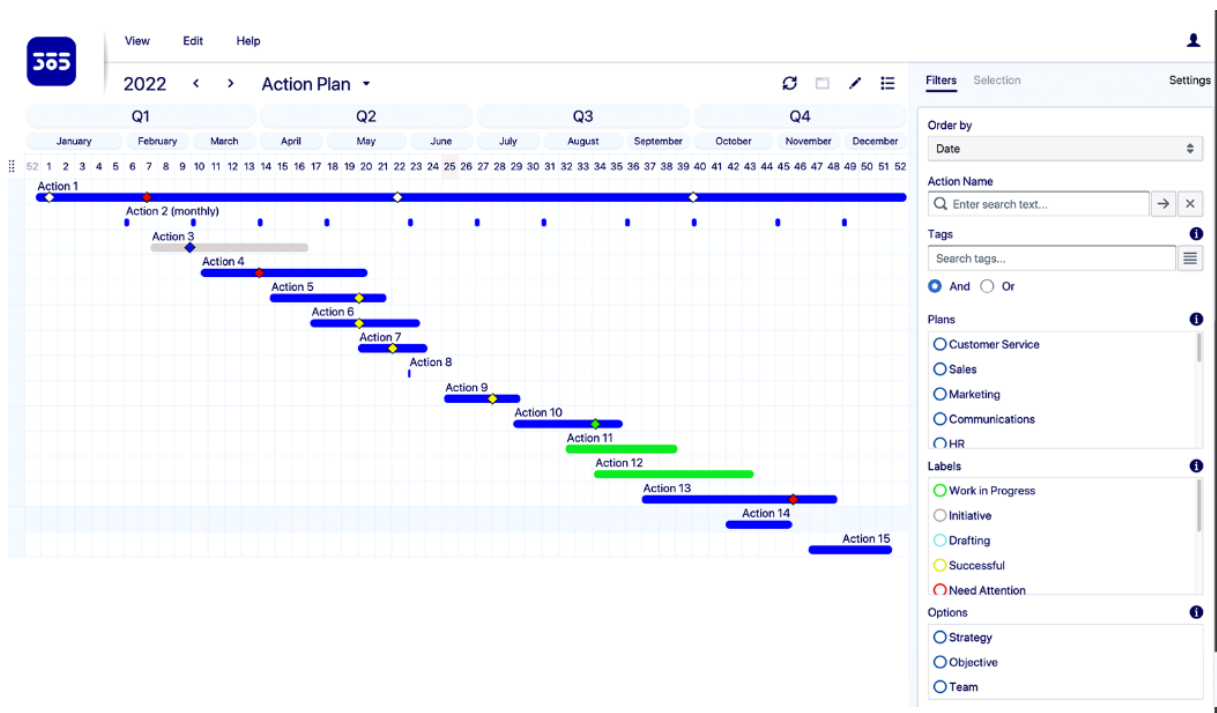 365
View Edit Help
2022 < > Action Plan
Filters Selection Settings
Q1 Q2 Q3 Q4
January February March April May June July August September October November December
52 1 2 3 4 5 6 7 8 9 10 11 12 13 14 15 16 17 18 19 20 21 22 23 24 25 26 27 28 29 30 31 32 33 34 35 36 37 38 39 40 41 42 43 44 45 46 47 48 49 50 51 52
Action 1
Action 2 (monthly)
Action 3
Action 4
Action 5
Action 6
Action 7
Action 8
Action 9
Action 10
Action 11
Action 12
Action 13
Action 14
Action 15
Order by
Date
Action Name
Enter search text...
Tags
Search tags...
And Or
Plans
Customer Service
Sales
Marketing
Communications
HR
Labels
Work in Progress
Initiative
Drafting
Successful
Need Attention
Options
Strategy
Objective
Team